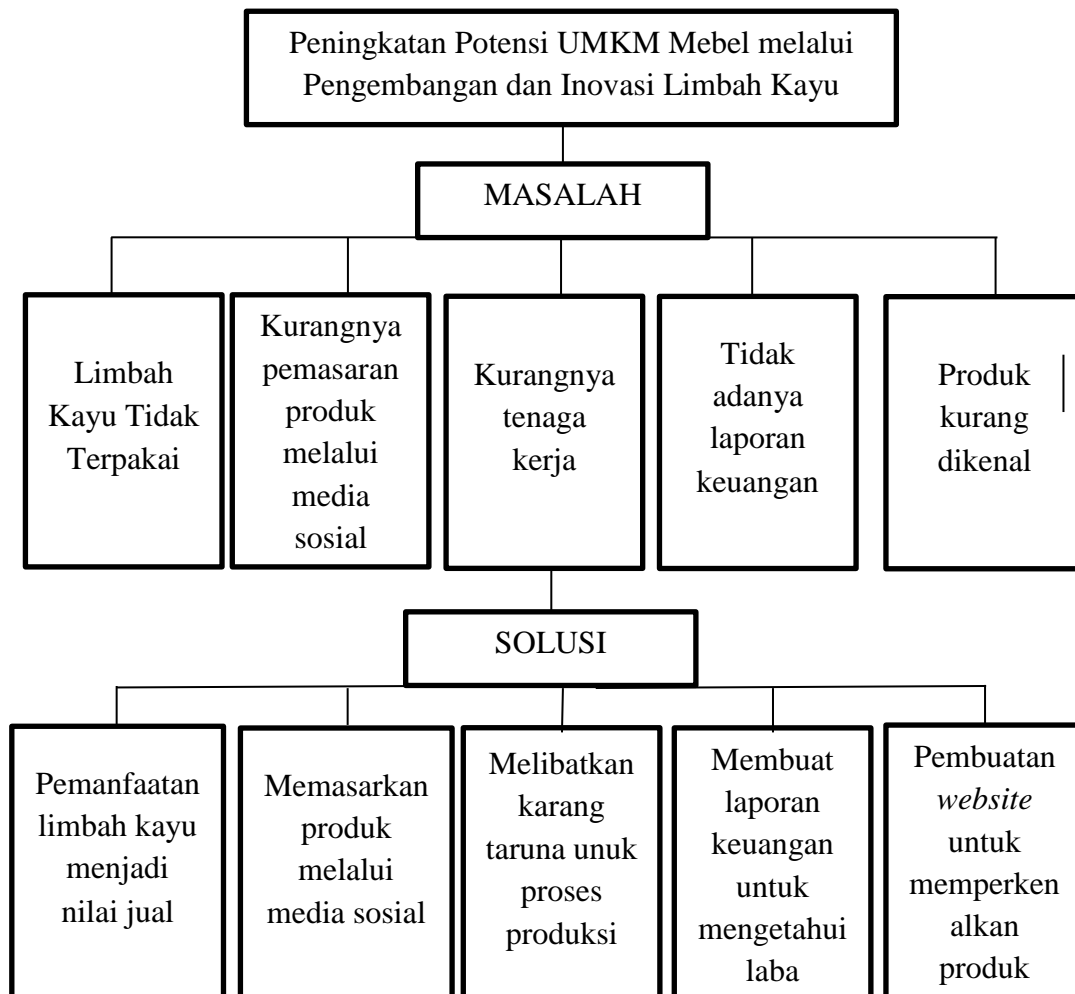 Peningkatan Potensi UMKM Mebel melalui
Pengembangan dan Inovasi Limbah Kayu
MASALAH
Limbah
Kayu Tidak
Terpakai
Kurangnya
pemasaran
produk
melalui
media
sosial
Kurangnya
tenaga
kerja
Tidak
adanya
laporan
keuangan
Produk
kurang
dikenal
SOLUSI
Pemanfaatan
limbah kayu
menjadi
nilai jual
Memasarkan
produk
melalui
media sosial
Melibatkan
karang
taruna unuk
proses
produksi
Membuat
laporan
keuangan
untuk
mengetahui
laba
Pembuatan
website
untuk
memperken
alkan
produk